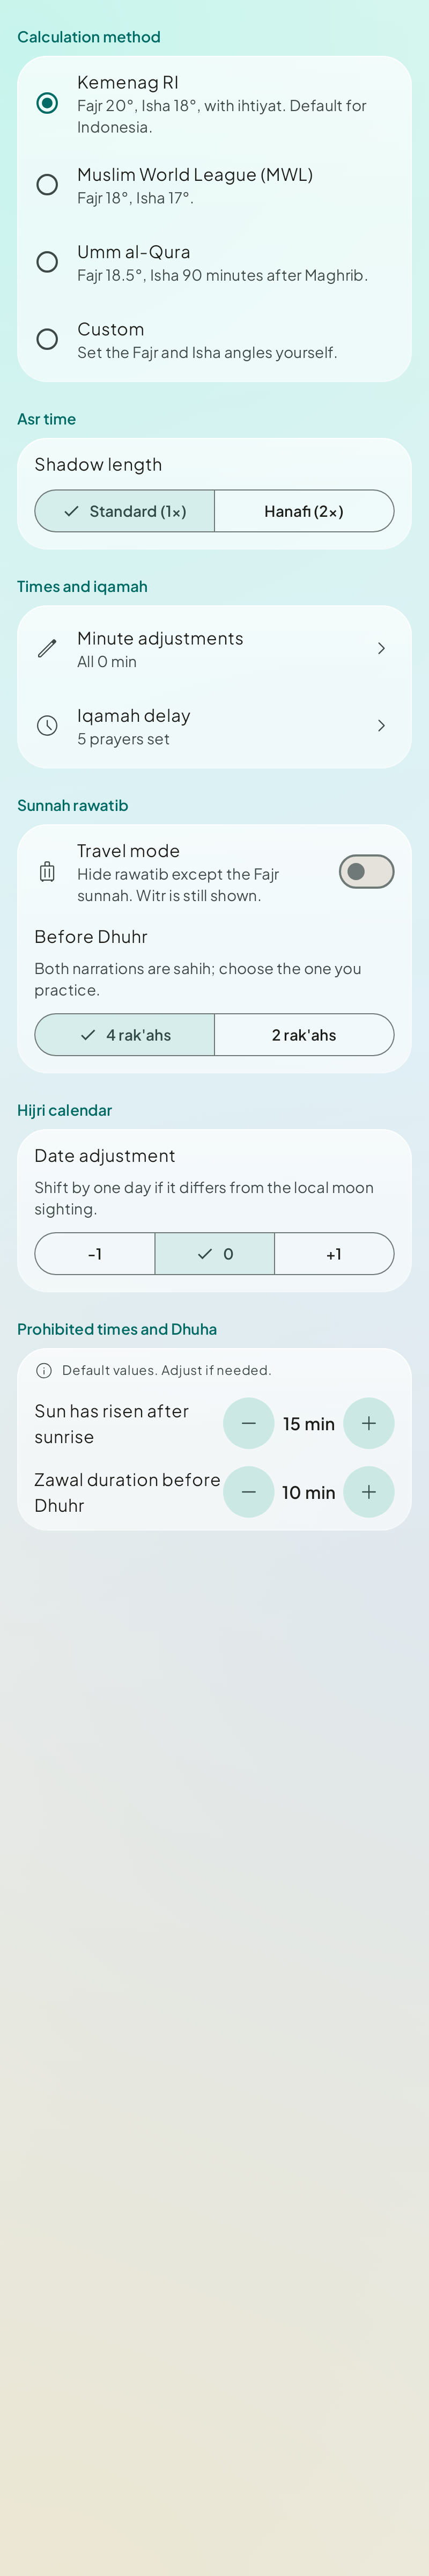 Calculation method
Kemenag RI
Fajr 20°, Isha 18°, with ihtiyat. Default for
Indonesia.
Muslim World League (MWL)
Fajr 18°, Isha 17°.
Umm al-Qura
Fajr 18.5°, Isha 90 minutes after Maghrib.
Custom
Set the Fajr and Isha angles yourself.
Asr time
Shadow length
Standard (1×)
Hanafi (2×)
Times and iqamah
Minute adjustments
All 0 min
Iqamah delay
5 prayers set
Sunnah rawatib
Travel mode
Hide rawatib except the Fajr
sunnah. Witr is still shown.
Before Dhuhr
Both narrations are sahih; choose the one you
practice.
4 rak'ahs
2 rak'ahs
Hijri calendar
Date adjustment
Shift by one day if it differs from the local moon
sighting.
-1
0
+1
Prohibited times and Dhuha
Default values. Adjust if needed.
Sun has risen after
sunrise
15 min
Zawal duration before
Dhuhr
10 min